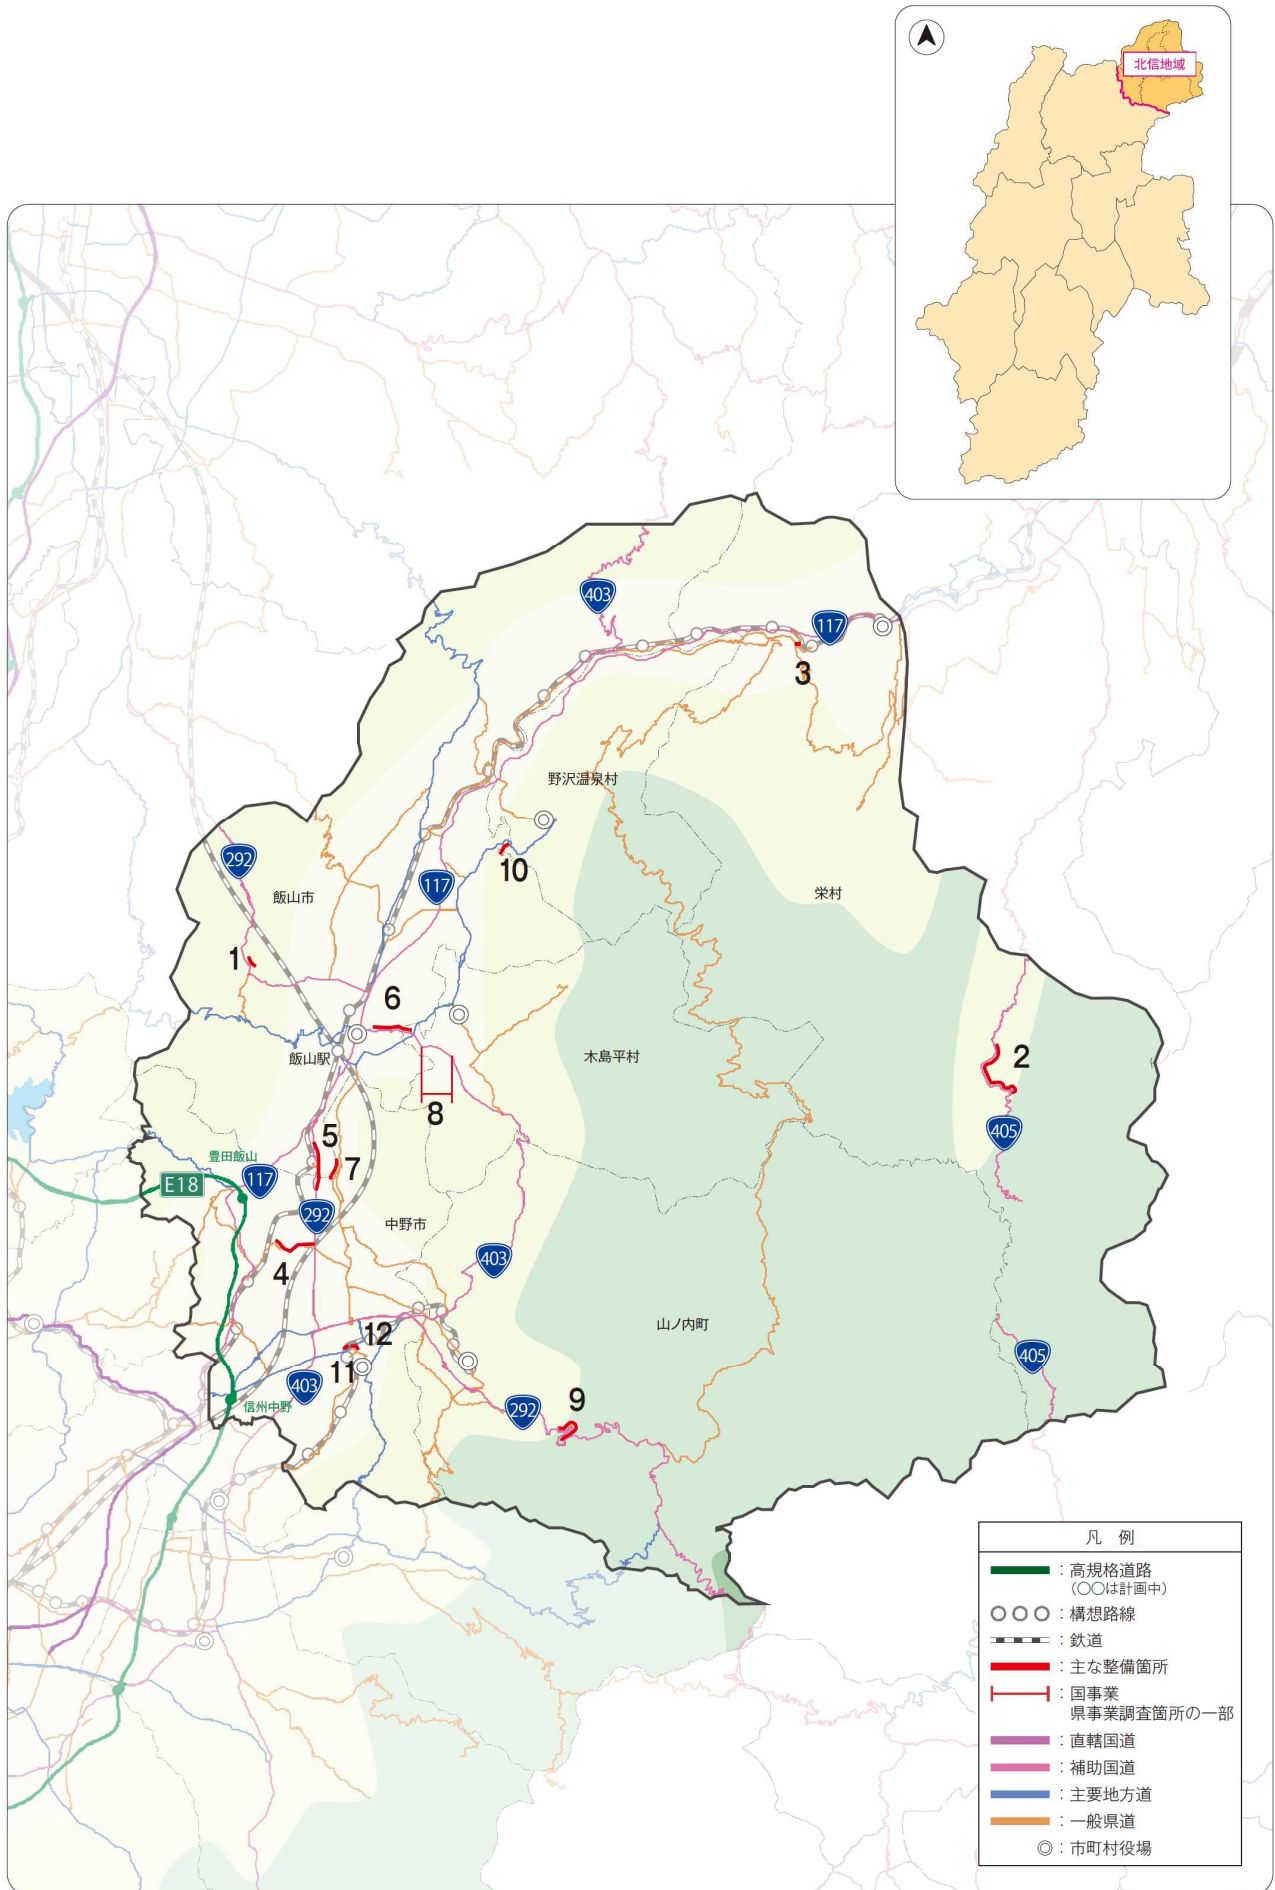 北信地域
403
117
3
野沢温泉村
10
292
飯山市
117
栄村
1
6
飯山駅
木島平村
2
8
405
5
豊田飯山
7
E18
117
292
中野市
403
4
山ノ内町
12
11
405
403
信州中野
292
9
凡 例
：高規格道路
（○○は計画中）
：構想路線
：鉄道
：主な整備箇所
：国事業
県事業調査箇所の一部
：直轄国道
：補助国道
：主要地方道
：一般県道
◎：市町村役場